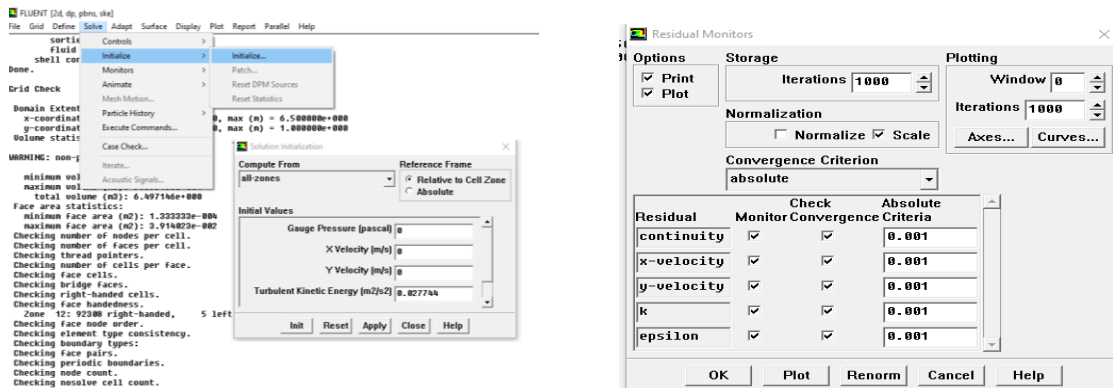 FLUENT [2d, dp, pbns, ske]
File Grid Define Solve Adapt Surface Display Plot Report Parallel Help
sortie
fluid
shell con
Done.
Grid Check
Domain Extent
x-coordinat 0, max (m) = 6.500000e+000
y-coordinat 0, max (m) = 1.000000e+000
Volume statis
WARNING: non-p
minimum vol
maximum vol
total volume (m3): 6.497146e+000
Face area statistics:
minimum face area (m2): 1.333333e-004
maximum face area (m2): 3.914023e-002
Checking number of nodes per cell.
Checking number of faces per cell.
Checking thread pointers.
Checking number of cells per face.
Checking face cells.
Checking bridge faces.
Checking right-handed cells.
Checking face handedness.
Zone 12: 92308 right-handed, 5 left
Checking face node order.
Checking element type consistency.
Checking boundary types:
Checking face pairs.
Checking periodic boundaries.
Checking node count.
Checking nosolve cell count.
Controls >
Initialize >
Monitors >
Animate >
Mesh Motion...
Particle History >
Execute Commands...
Case Check...
Iterate...
Acoustic Signals...
Initialize...
Patch...
Reset DPM Sources
Reset Statistics
Solution Initialization
Compute From
all-zones
Reference Frame
Relative to Cell Zone
Absolute
Initial Values
Gauge Pressure (pascal) 0
X Velocity (m/s) 0
Y Velocity (m/s) 0
Turbulent Kinetic Energy (m2/s2) 0.027744
Init Reset Apply Close Help
Residual Monitors
Options
Print
Plot
Storage
Iterations 1000
Normalization
Normalize Scale
Convergence Criterion
absolute
Plotting
Window 0
Iterations 1000
Axes... Curves...
Check Absolute
Residual Monitor Convergence Criteria
continuity 0.001
x-velocity 0.001
y-velocity 0.001
k 0.001
epsilon 0.001
OK Plot Renorm Cancel Help